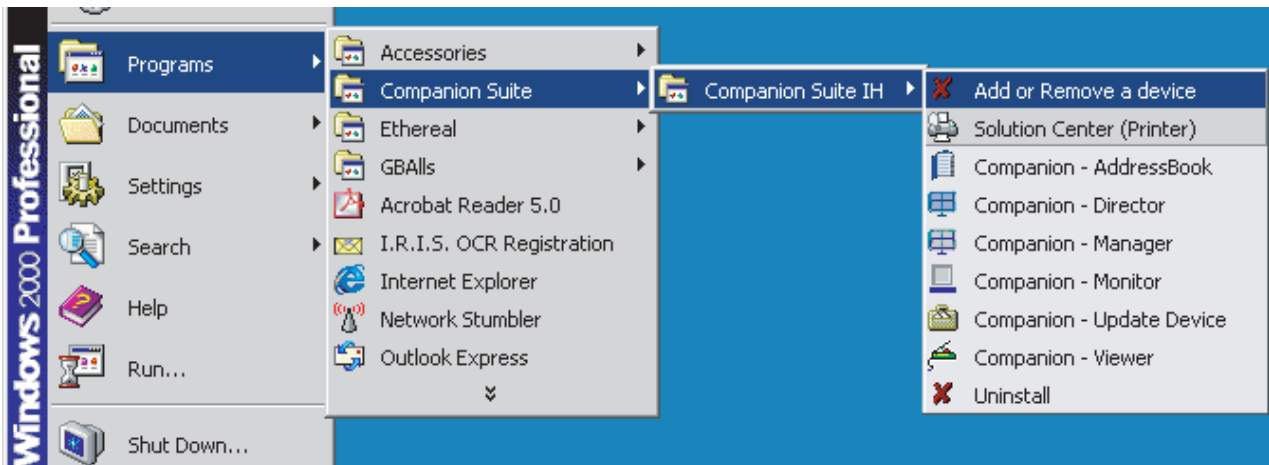 Windows 2000 Professional
Programs
Documents
Settings
Search
Help
Run...
Shut Down...
Accessories
Companion Suite
Ethereal
GBAlls
Acrobat Reader 5.0
I.R.I.S. OCR Registration
Internet Explorer
Network Stumbler
Outlook Express
Companion Suite IH
Add or Remove a device
Solution Center (Printer)
Companion - AddressBook
Companion - Director
Companion - Manager
Companion - Monitor
Companion - Update Device
Companion - Viewer
Uninstall